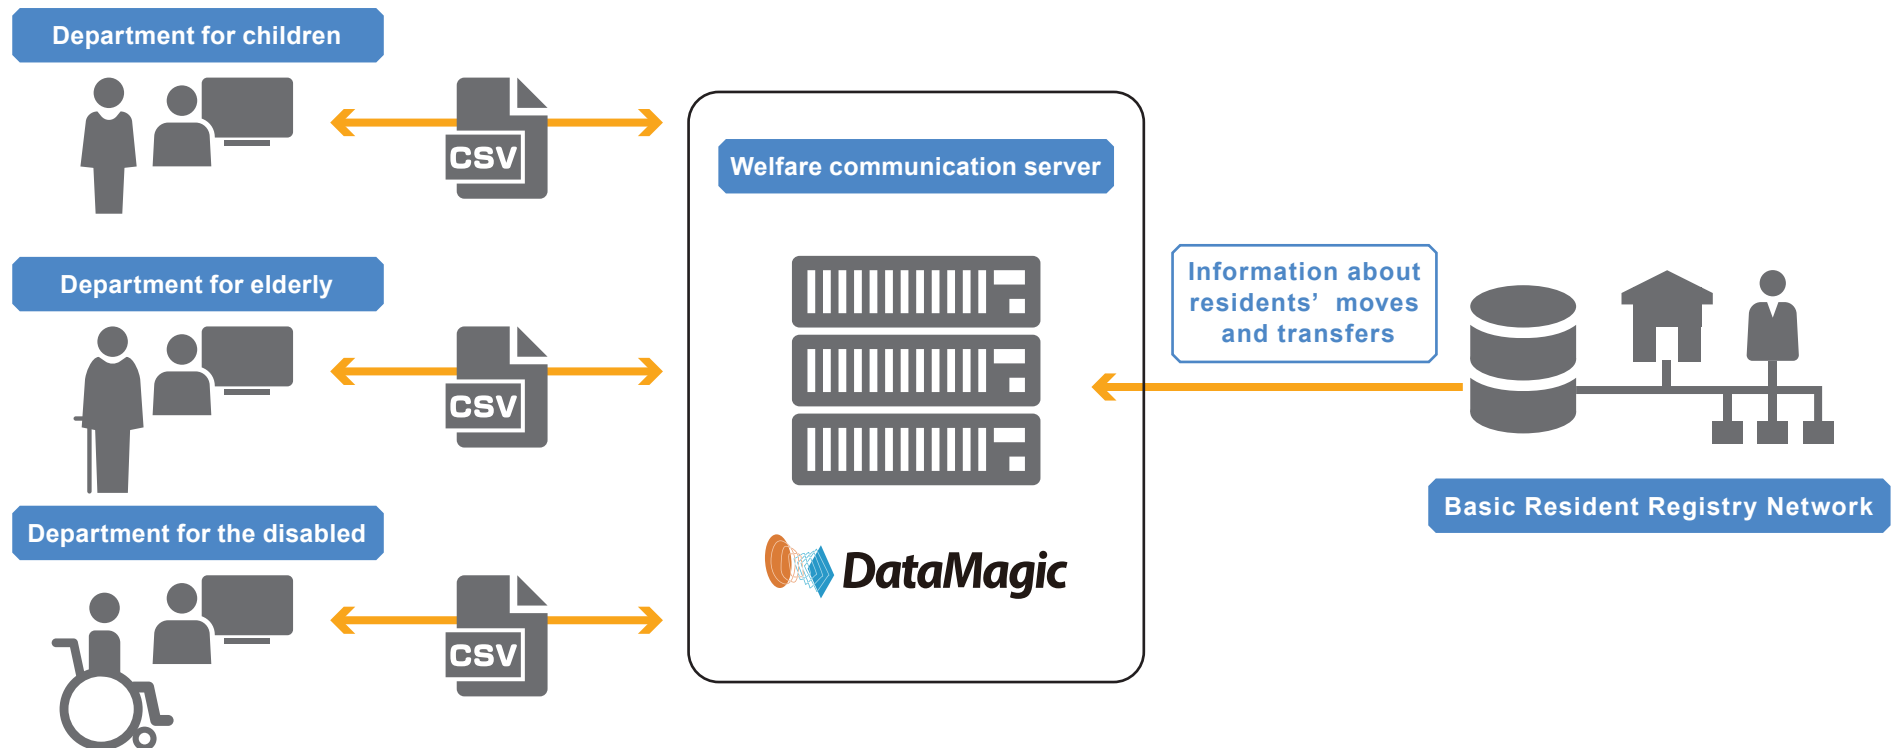 Department for children
CSV
Welfare communication server
Department for elderly
CSV
Information about
residents’ moves
and transfers
Basic Resident Registry Network
Department for the disabled
CSV
DataMagic